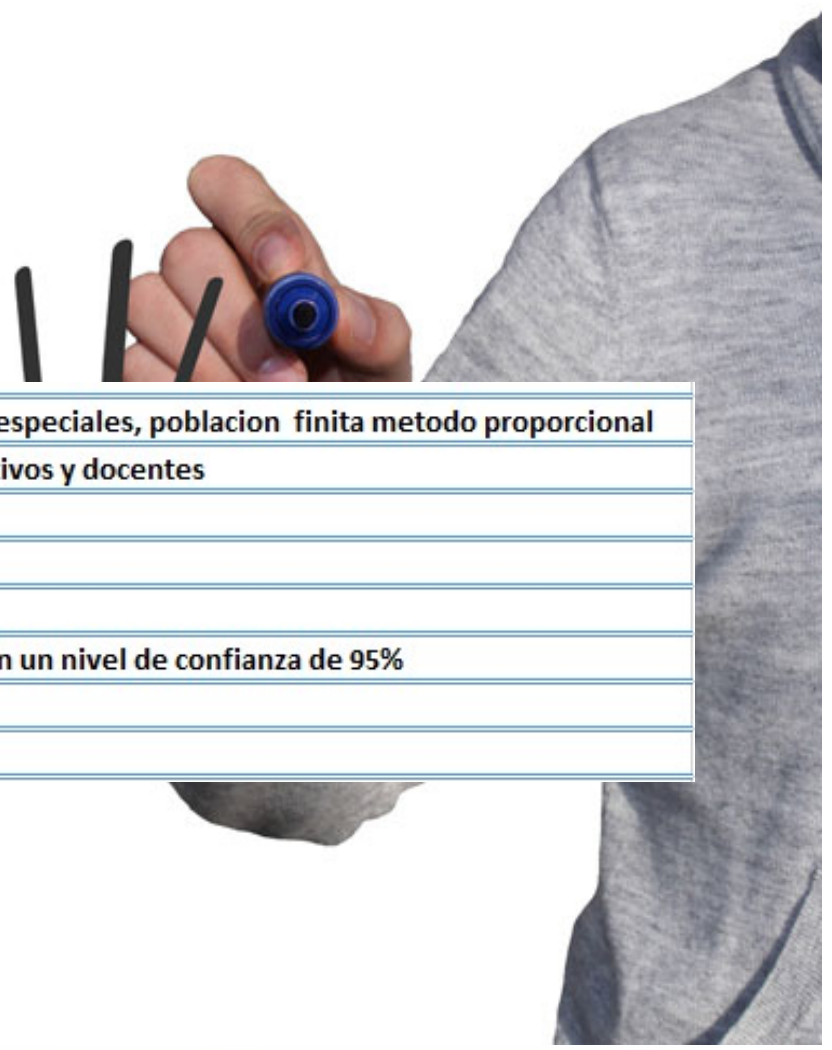 especiales, poblacion finita metodo proporcional
ivos y docentes
n un nivel de confianza de 95%